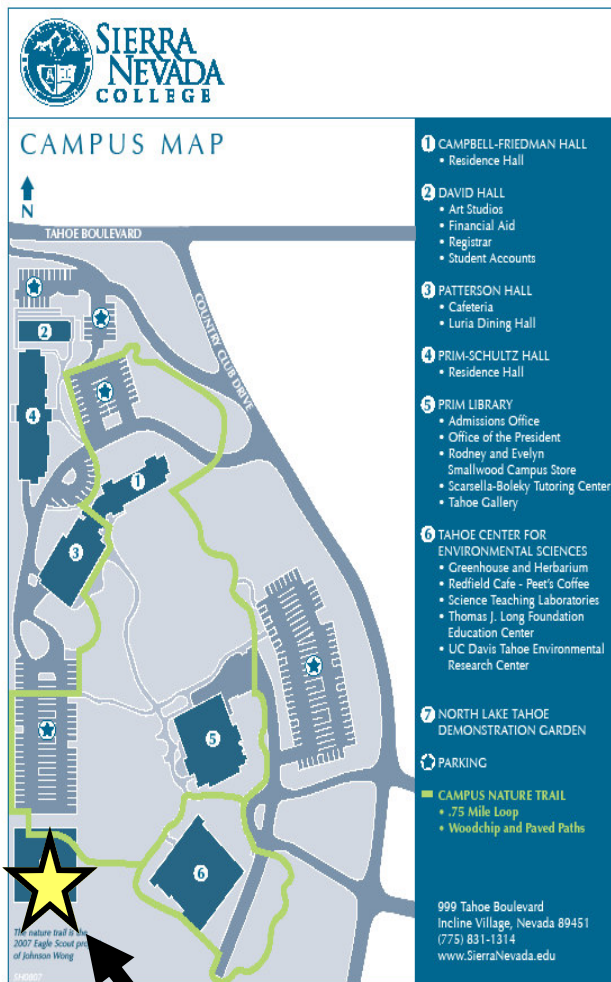 SIERRA
NEVADA
COLLEGE
CAMPUS MAP
N
TAHOE BOULEVARD
COUNTRY CLUB DRIVE
2
4
1
3
5
6
The nature trail is the
2007 Eagle Scout
of Johnson Wong
SH0807
1 CAMPBELL-FRIEDMAN HALL
• Residence Hall
2 DAVID HALL
• Art Studios
• Financial Aid
• Registrar
• Student Accounts
3 PATTERSON HALL
• Cafeteria
• Luria Dining Hall
4 PRIM-SCHULTZ HALL
• Residence Hall
5 PRIM LIBRARY
• Admissions Office
• Office of the President
• Rodney and Evelyn
Smallwood Campus Store
• Scarsella-Boleky Tutoring Center
• Tahoe Gallery
6 TAHOE CENTER FOR
ENVIRONMENTAL SCIENCES
• Greenhouse and Herbarium
• Redfield Cafe - Peet's Coffee
• Science Teaching Laboratories
• Thomas J. Long Foundation
Education Center
• UC Davis Tahoe Environmental
Research Center
7 NORTH LAKE TAHOE
DEMONSTRATION GARDEN
PARKING
CAMPUS NATURE TRAIL
• .75 Mile Loop
• Woodchip and Paved Paths
999 Tahoe Boulevard
Incline Village, Nevada 89451
(775) 831-1314
www.SierraNevada.edu